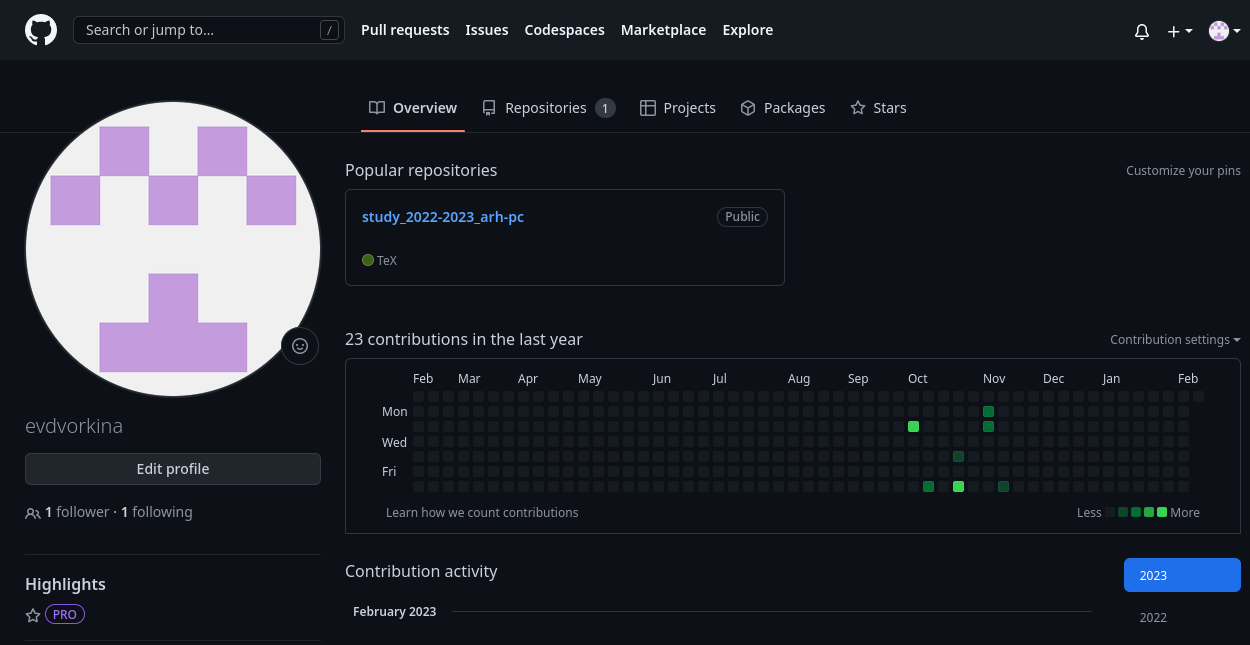 Search or jump to... / Pull requests Issues Codespaces Marketplace Explore
Overview Repositories 1 Projects Packages Stars
Popular repositories Customize your pins
study_2022-2023_arh-pc Public
TeX
23 contributions in the last year Contribution settings
Feb Mar Apr May Jun Jul Aug Sep Oct Nov Dec Jan Feb
Mon
Wed
Fri
Learn how we count contributions Less More
evdvorkina
Edit profile
1 follower · 1 following
Highlights
PRO
Contribution activity
2023
February 2023
2022